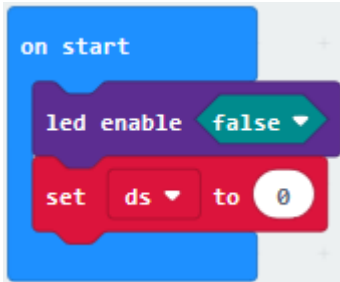 on start
led enable false
set ds to 0